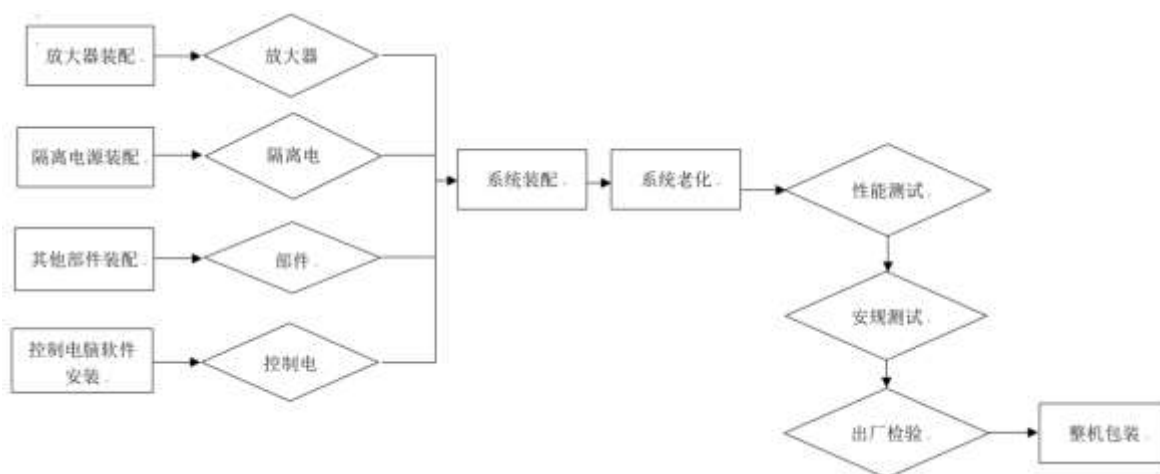 放大器装配
放大器
隔离电源装配
隔离电
系统装配
系统老化
性能测试
其他部件装配
部件
安规测试
控制电脑软件
安装
控制电
出厂检验
整机包装